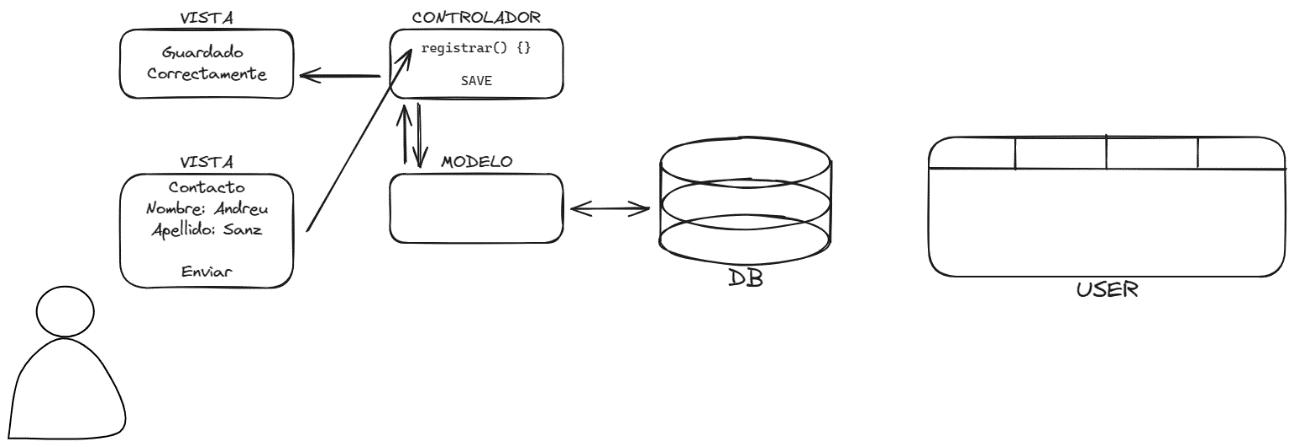 VISTA
Guardado
Correctamente
CONTROLADOR
registrar() {}
SAVE
VISTA
Contacto
Nombre: Andreu
Apellido: Sanz
Enviar
MODELO
DB
USER